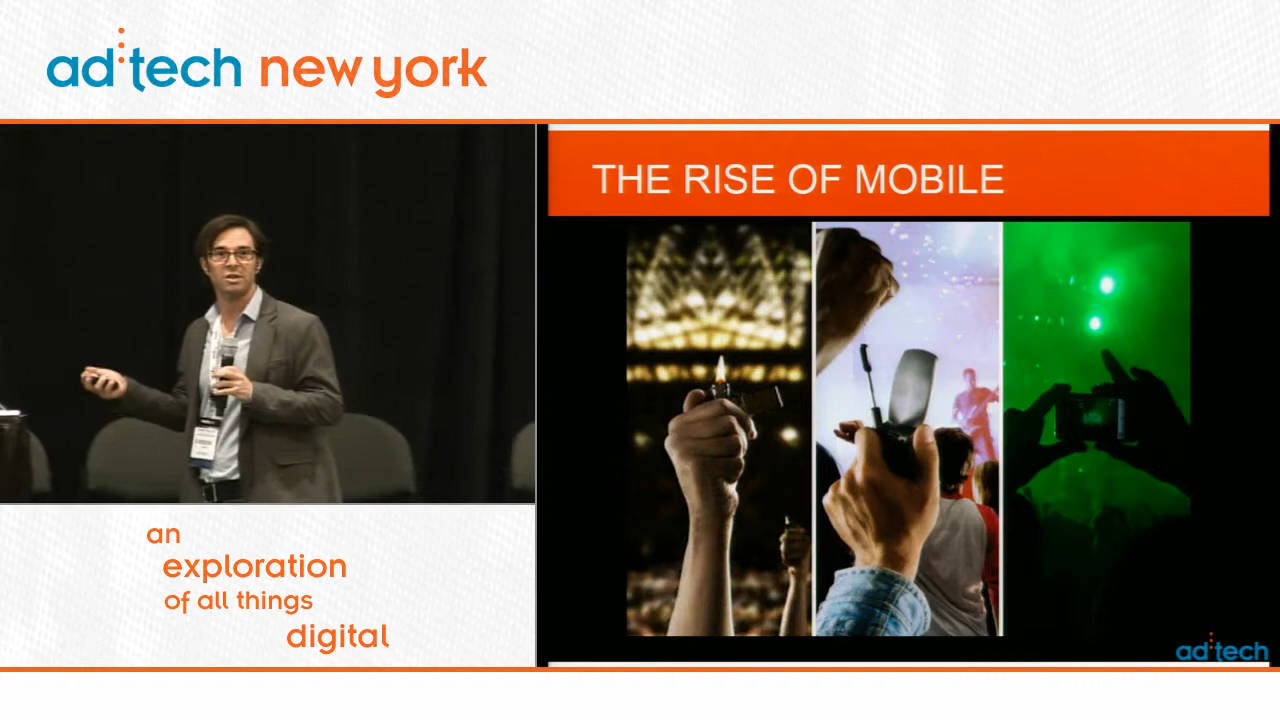 ad:tech new york
THE RISE OF MOBILE
an
exploration
of all things
digital
ad:tech